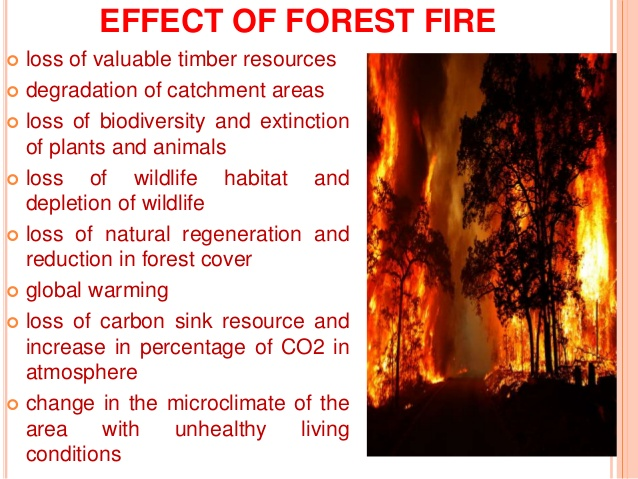 EFFECT OF FOREST FIRE
loss of valuable timber resources
degradation of catchment areas
loss of biodiversity and extinction
of plants and animals
loss of wildlife habitat and
depletion of wildlife
loss of natural regeneration and
reduction in forest cover
global warming
loss of carbon sink resource and
increase in percentage of CO2 in
atmosphere
change in the microclimate of the
area with unhealthy living
conditions